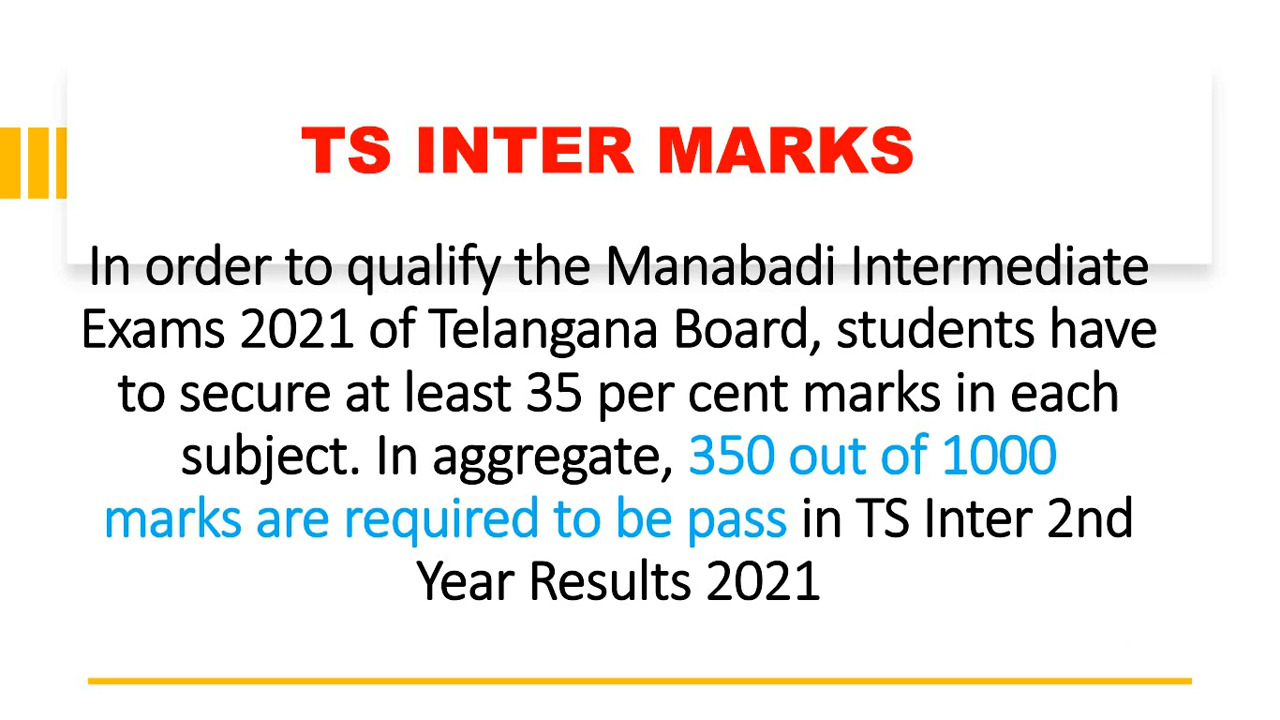 TS INTER MARKS
In order to qualify the Manabadi Intermediate
Exams 2021 of Telangana Board, students have
to secure at least 35 per cent marks in each
subject. In aggregate, 350 out of 1000
marks are required to be pass in TS Inter 2nd
Year Results 2021